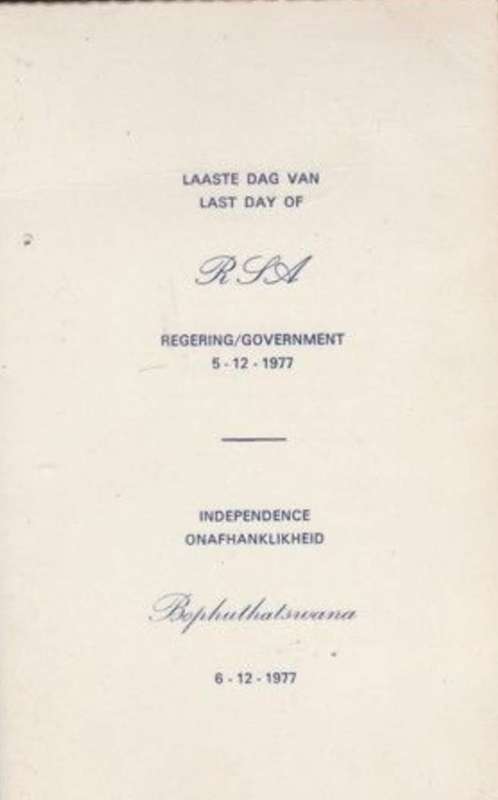 LAASTE DAG VAN
LAST DAY OF
RSA
REGERING/GOVERNMENT
5 - 12 - 1977
INDEPENDENCE
ONAFHANKLIKHEID
Bophuthatswana
6 - 12 - 1977